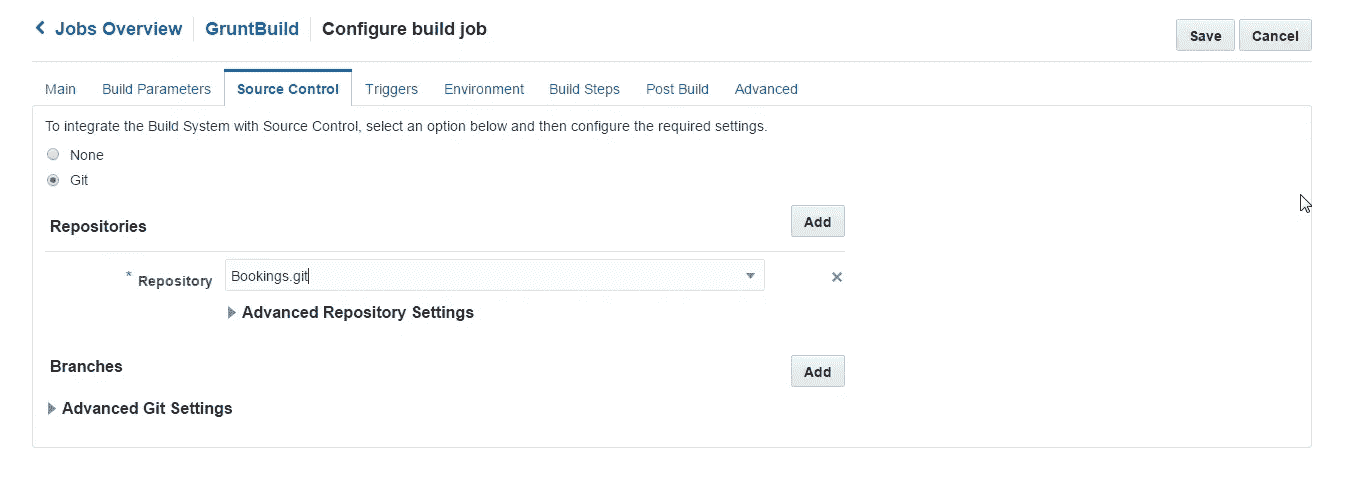 Jobs Overview GruntBuild Configure build job Save Cancel
Main Build Parameters Source Control Triggers Environment Build Steps Post Build Advanced
To integrate the Build System with Source Control, select an option below and then configure the required settings.
None
Git
Repositories Add
* Repository Bookings.git
Advanced Repository Settings
Branches Add
Advanced Git Settings